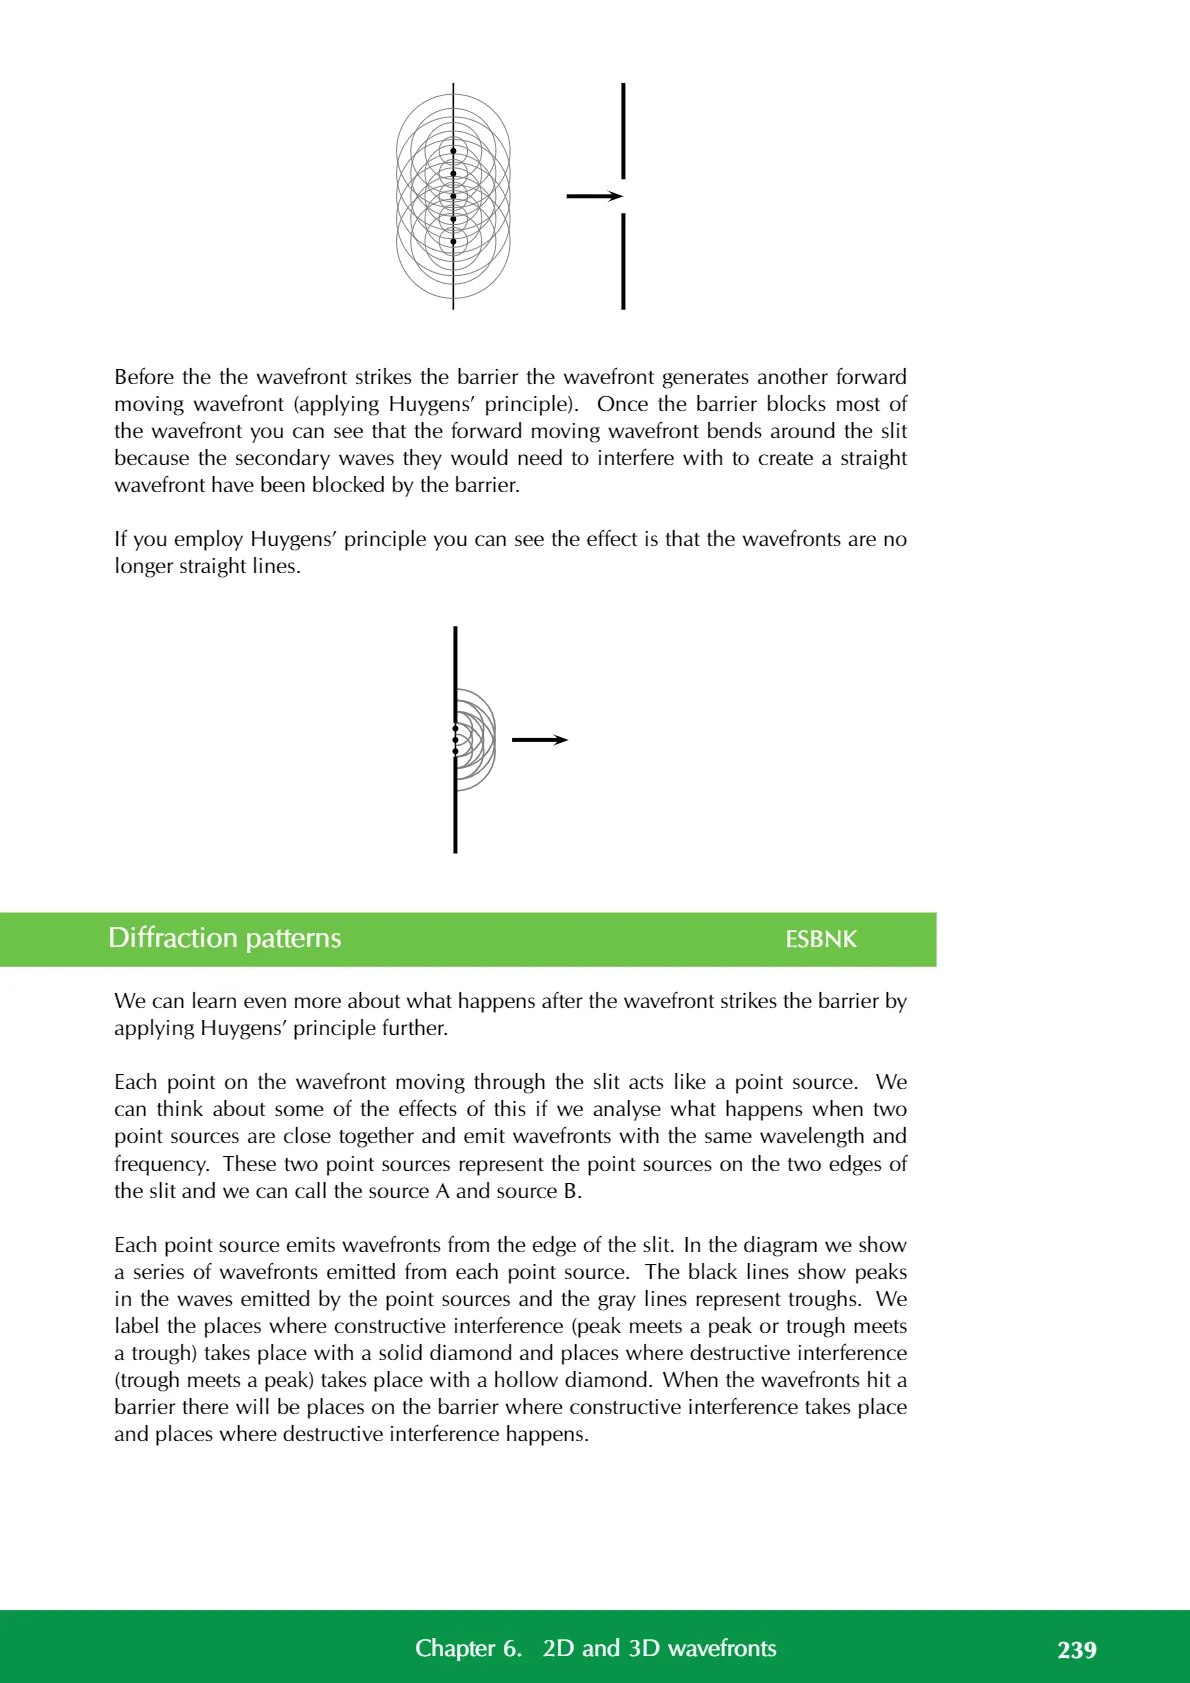 Before the the wavefront strikes the barrier the wavefront generates another forward
moving wavefront (applying Huygens’ principle). Once the barrier blocks most of
the wavefront you can see that the forward moving wavefront bends around the slit
because the secondary waves they would need to interfere with to create a straight
wavefront have been blocked by the barrier.
If you employ Huygens’ principle you can see the effect is that the wavefronts are no
longer straight lines.
Diffraction patterns ESBNK
We can learn even more about what happens after the wavefront strikes the barrier by
applying Huygens’ principle further.
Each point on the wavefront moving through the slit acts like a point source. We
can think about some of the effects of this if we analyse what happens when two
point sources are close together and emit wavefronts with the same wavelength and
frequency. These two point sources represent the point sources on the two edges of
the slit and we can call the source A and source B.
Each point source emits wavefronts from the edge of the slit. In the diagram we show
a series of wavefronts emitted from each point source. The black lines show peaks
in the waves emitted by the point sources and the gray lines represent troughs. We
label the places where constructive interference (peak meets a peak or trough meets
a trough) takes place with a solid diamond and places where destructive interference
(trough meets a peak) takes place with a hollow diamond. When the wavefronts hit a
barrier there will be places on the barrier where constructive interference takes place
and places where destructive interference happens.
Chapter 6. 2D and 3D wavefronts 239